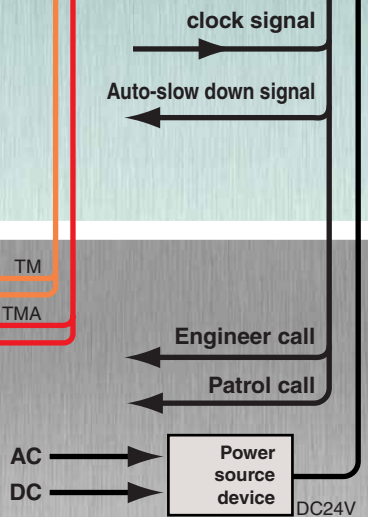 clock signal
Auto-slow down signal
TM
TMA
Engineer call
Patrol call
AC
DC
Power
source
device
DC24V